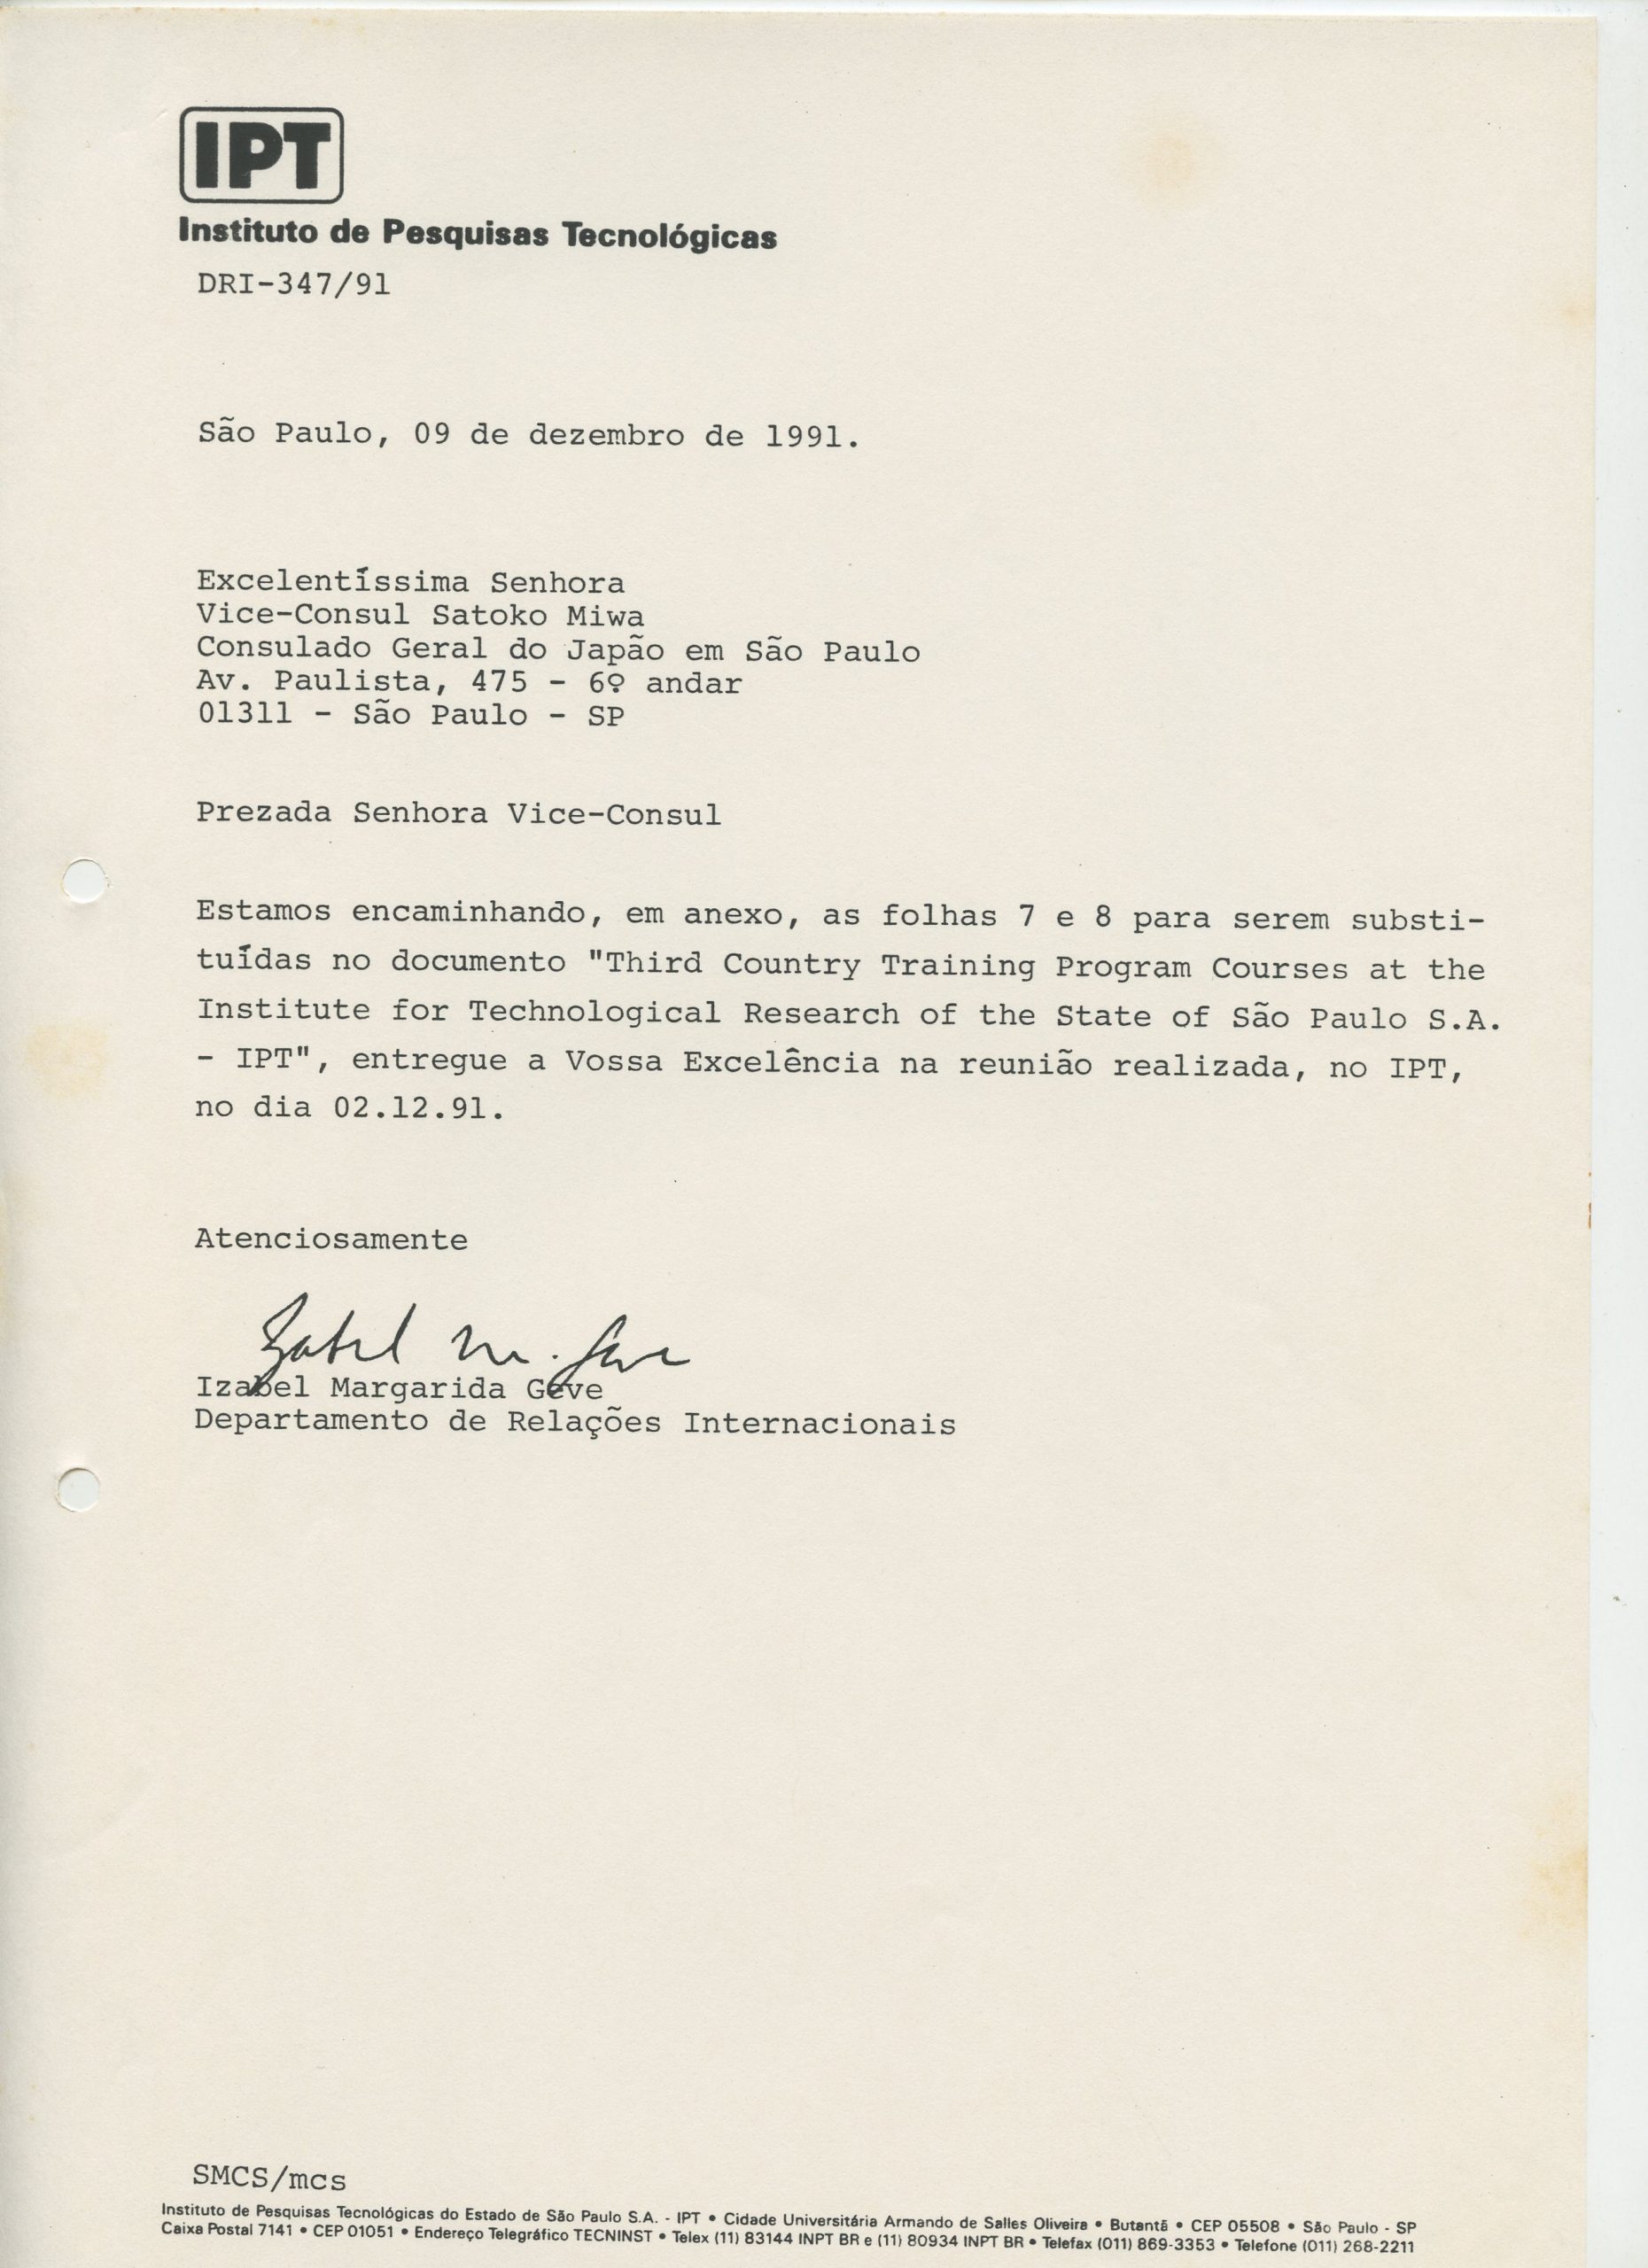 IPT
Instituto de Pesquisas Tecnológicas
DRI-347/91
São Paulo, 09 de dezembro de 1991.
Excelentíssima Senhora
Vice-Consul Satoko Miwa
Consulado Geral do Japão em São Paulo
Av. Paulista, 475 - 6º andar
01311 - São Paulo - SP
Prezada Senhora Vice-Consul
Estamos encaminhando, em anexo, as folhas 7 e 8 para serem substi-
tuídas no documento "Third Country Training Program Courses at the
Institute for Technological Research of the State of São Paulo S.A.
- IPT", entregue a Vossa Excelência na reunião realizada, no IPT,
no dia 02.12.91.
Atenciosamente
Izabel M. Geve
Izabel Margarida Geve
Departamento de Relações Internacionais
SMCS/mcs
Instituto de Pesquisas Tecnológicas do Estado de São Paulo S.A. - IPT • Cidade Universitária Armando de Salles Oliveira • Butantã • CEP 05508 • São Paulo - SP
Caixa Postal 7141 • CEP 01051 • Endereço Telegráfico TECNINST • Telex (11) 83144 INPT BR e (11) 80934 INPT BR • Telefax (011) 869-3353 • Telefone (011) 268-2211